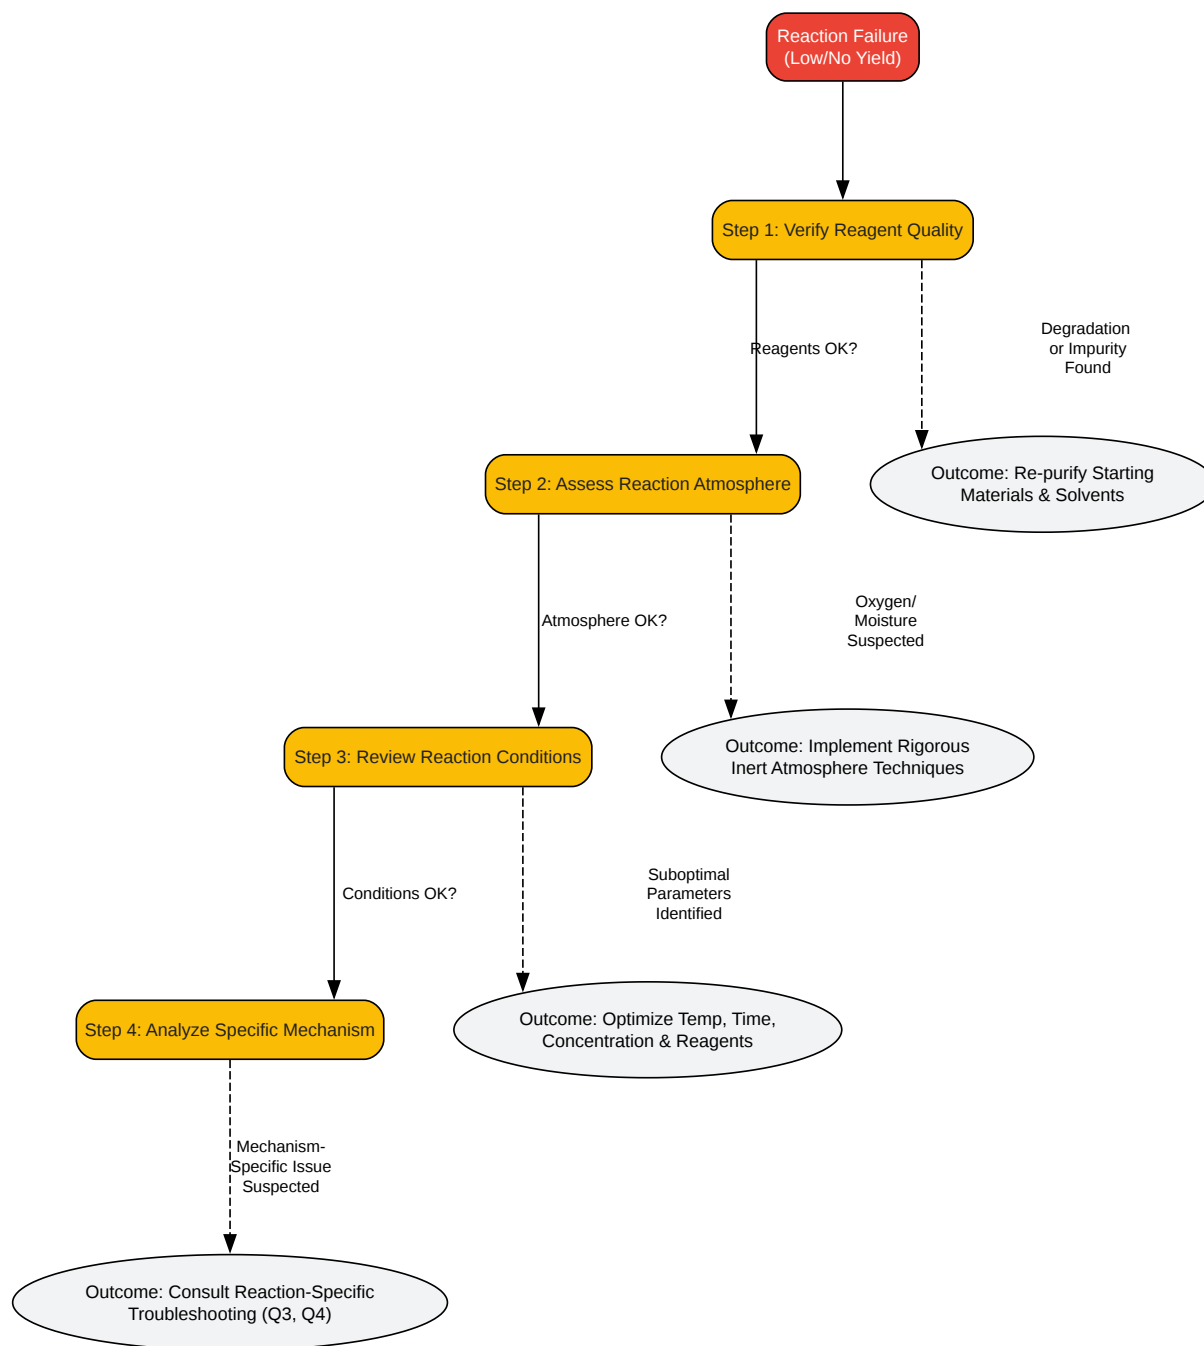 Reaction Failure
(Low/No Yield)
Step 1: Verify Reagent Quality
Reagents OK?
Degradation
or Impurity
Found
Step 2: Assess Reaction Atmosphere
Outcome: Re-purify Starting
Materials & Solvents
Atmosphere OK?
Oxygen/
Moisture
Suspected
Step 3: Review Reaction Conditions
Outcome: Implement Rigorous
Inert Atmosphere Techniques
Conditions OK?
Suboptimal
Parameters
Identified
Step 4: Analyze Specific Mechanism
Outcome: Optimize Temp, Time,
Concentration & Reagents
Mechanism-
Specific Issue
Suspected
Outcome: Consult Reaction-Specific
Troubleshooting (Q3, Q4)